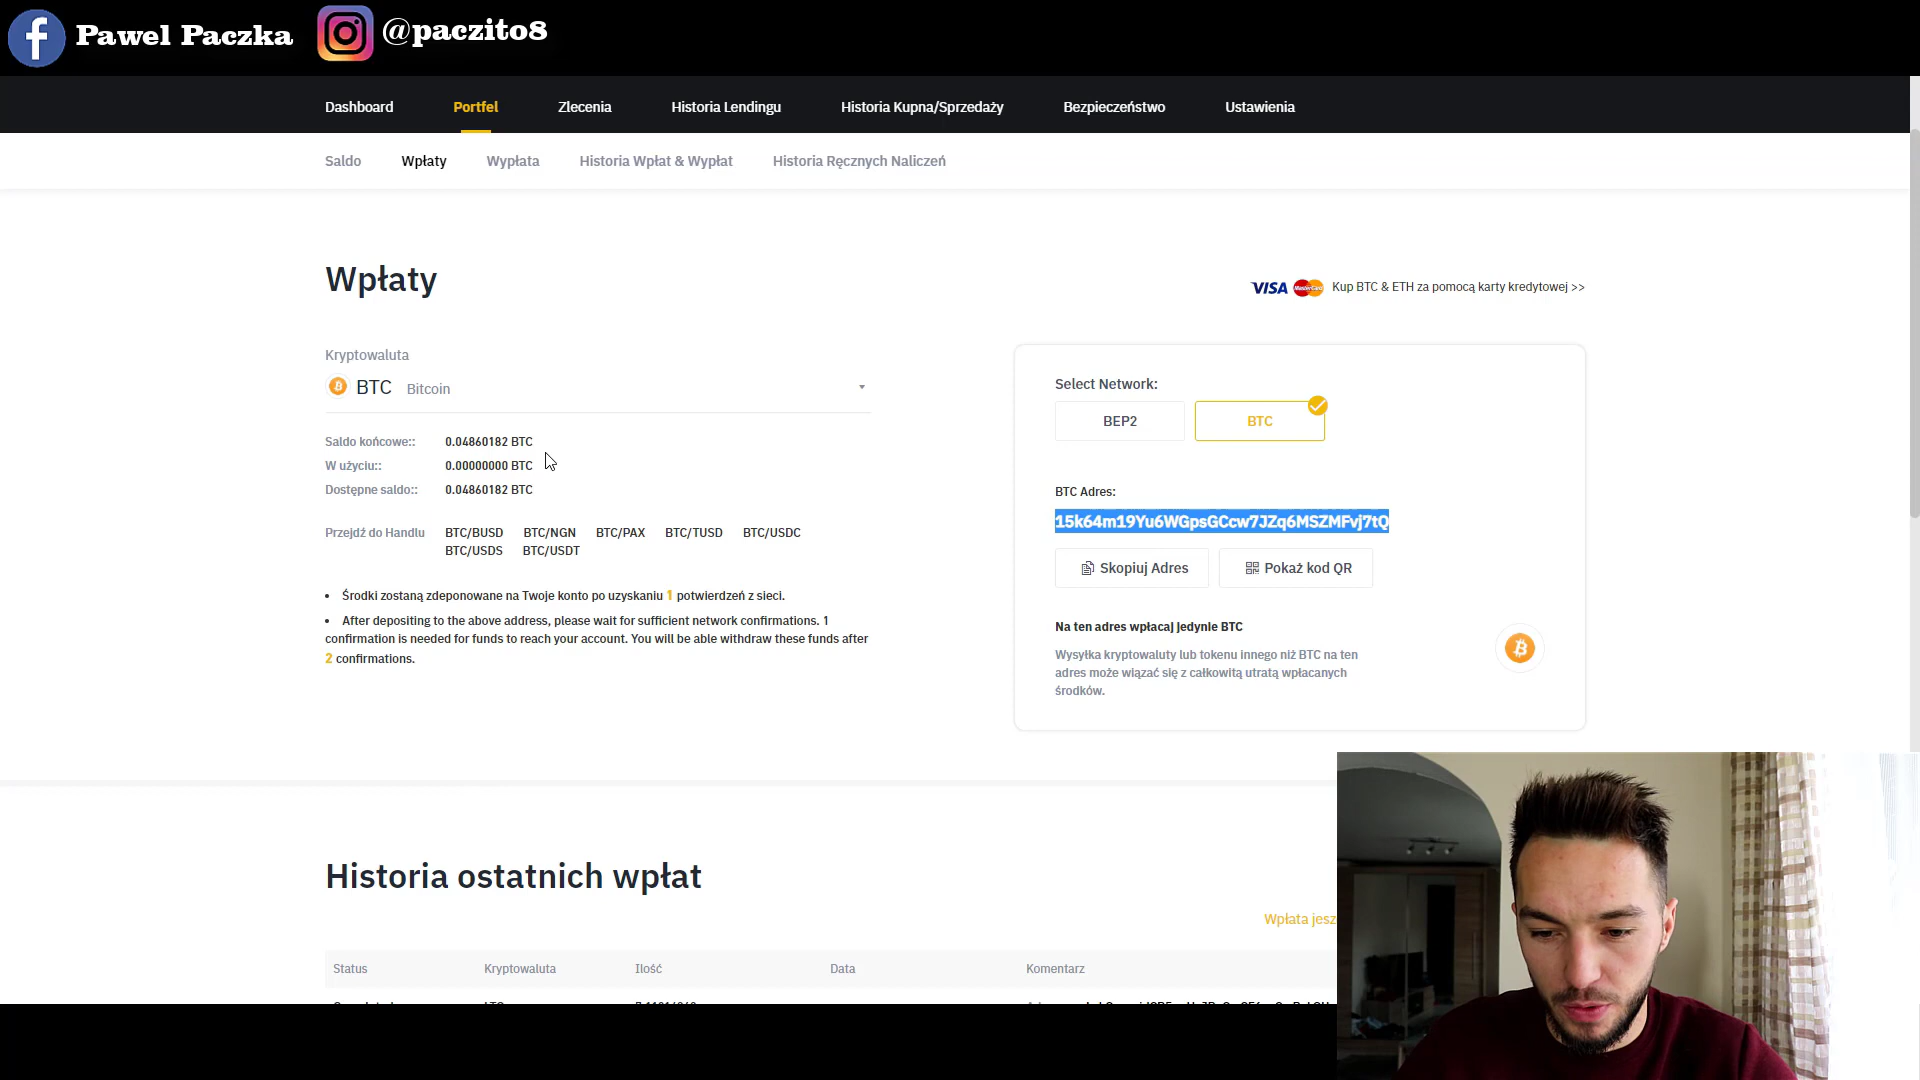 Pawel Paczka
@paczito8
Dashboard Portfel Zlecenia Historia Lendingu Historia Kupna/Sprzedaży Bezpieczeństwo Ustawienia
Saldo Wpłaty Wypłata Historia Wpłat & Wypłat Historia Ręcznych Naliczeń
Wpłaty
VISA MasterCard Kup BTC & ETH za pomocą karty kredytowej >>
Kryptowaluta
BTC Bitcoin
Saldo końcowe:: 0.04860182 BTC
W użyciu:: 0.00000000 BTC
Dostępne saldo:: 0.04860182 BTC
Przejdź do Handlu BTC/BUSD BTC/NGN BTC/PAX BTC/TUSD BTC/USDC
BTC/USDS BTC/USDT
• Środki zostaną zdeponowane na Twoje konto po uzyskaniu 1 potwierdzeń z sieci.
• After depositing to the above address, please wait for sufficient network confirmations. 1
confirmation is needed for funds to reach your account. You will be able withdraw these funds after
2 confirmations.
Select Network:
BEP2 BTC
BTC Adres:
15k64m19Yu6WGpsGCcw7JZq6MSZMFvj7tQ
Skopiuj Adres Pokaż kod QR
Na ten adres wpłacaj jedynie BTC
Wysyłka kryptowaluty lub tokenu innego niż BTC na ten
adres może wiązać się z całkowitą utratą wpłacanych
środków.
Historia ostatnich wpłat
Wpłata jesz
Status Kryptowaluta Ilość Data Komentarz